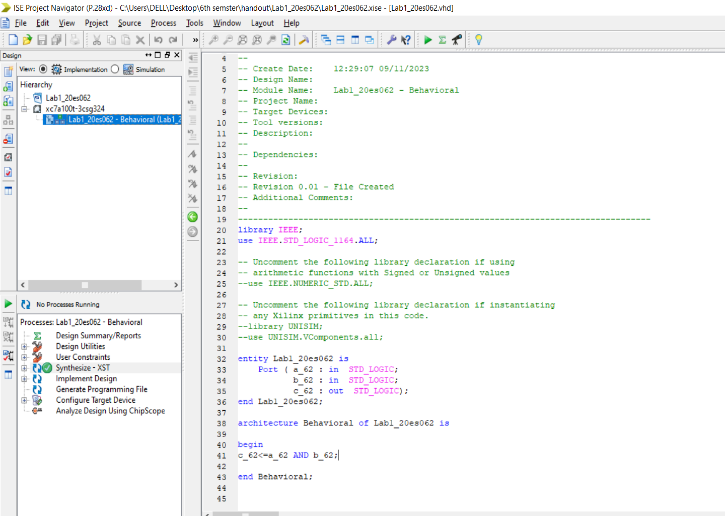 ISE Project Navigator (P.28xd) - C:\Users\DELL\Desktop\6th semster\handout\Lab1_20es062\Lab1_20es062.xise - [Lab1_20es062.vhd]
File Edit View Project Source Process Tools Window Layout Help
Design
View: Implementation Simulation
Hierarchy
Lab1_20es062
xc7a100t-3csg324
Lab1_20es062 - Behavioral (Lab1_2
No Processes Running
Processes: Lab1_20es062 - Behavioral
Design Summary/Reports
Design Utilities
User Constraints
Synthesize - XST
Implement Design
Generate Programming File
Configure Target Device
Analyze Design Using ChipScope
4 --
5 -- Create Date: 12:29:07 09/11/2023
6 -- Design Name:
7 -- Module Name: Lab1_20es062 - Behavioral
8 -- Project Name:
9 -- Target Devices:
10 -- Tool versions:
11 -- Description:
12 --
13 -- Dependencies:
14 --
15 -- Revision:
16 -- Revision 0.01 - File Created
17 -- Additional Comments:
18 --
19 ----------------------------------------------------------------------------------
20 library IEEE;
21 use IEEE.STD_LOGIC_1164.ALL;
22
23 -- Uncomment the following library declaration if using
24 -- arithmetic functions with Signed or Unsigned values
25 --use IEEE.NUMERIC_STD.ALL;
26
27 -- Uncomment the following library declaration if instantiating
28 -- any Xilinx primitives in this code.
29 --library UNISIM;
30 --use UNISIM.VComponents.all;
31
32 entity Lab1_20es062 is
33 Port ( a_62 : in STD_LOGIC;
34 b_62 : in STD_LOGIC;
35 c_62 : out STD_LOGIC);
36 end Lab1_20es062;
37
38 architecture Behavioral of Lab1_20es062 is
39
40 begin
41 c_62<=a_62 AND b_62;
42
43 end Behavioral;
44
45